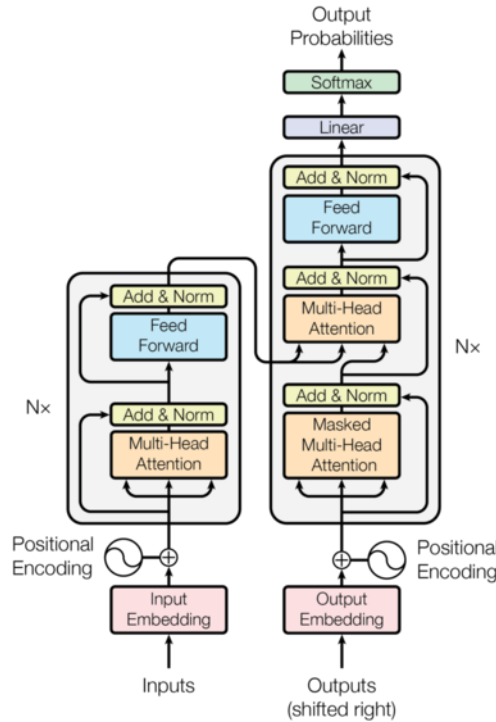 Output
Probabilities
Softmax
Linear
Add & Norm
Feed
Forward
Add & Norm
Multi-Head
Attention
Nx
Add & Norm
Masked
Multi-Head
Attention
Add & Norm
Feed
Forward
Nx
Add & Norm
Multi-Head
Attention
Positional
Encoding
Positional
Encoding
Input
Embedding
Output
Embedding
Inputs
Outputs
(shifted right)